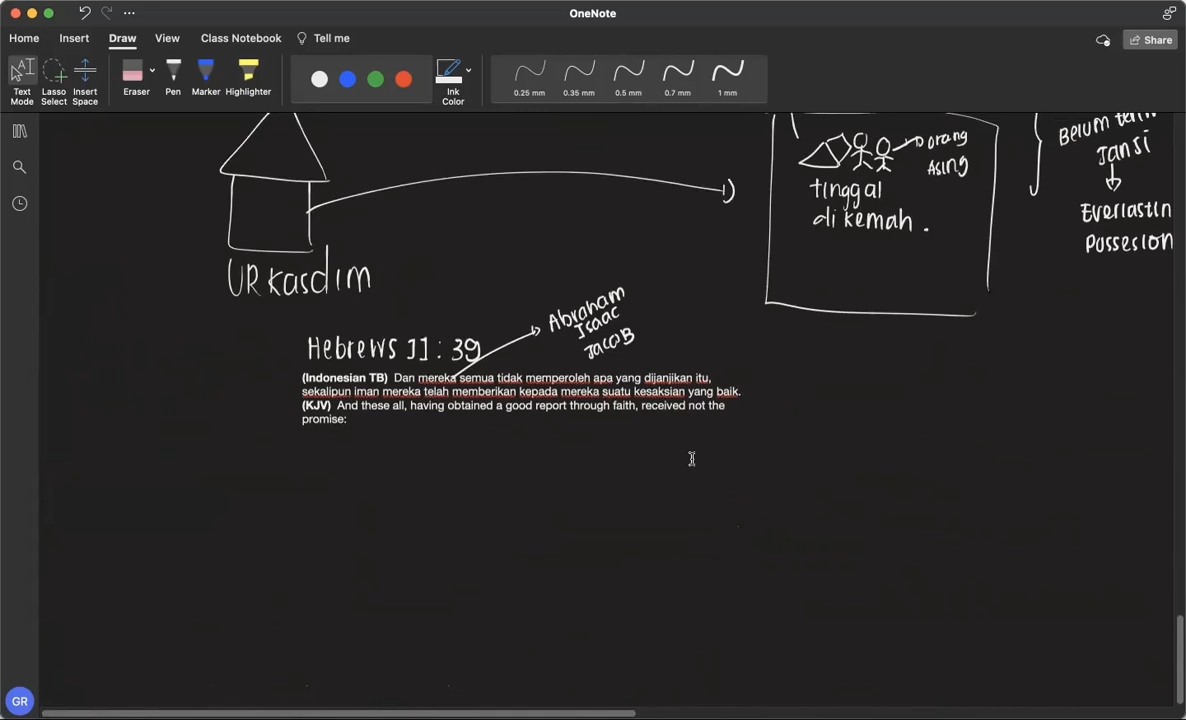 OneNote
Home Insert Draw View Class Notebook Tell me
Share
Text Mode
Lasso Select
Insert Space
Eraser
Pen
Marker
Highlighter
Ink Color
0.25 mm
0.35 mm
0.5 mm
0.7 mm
1 mm
URkasdim
orang
Asing
tinggal
di kemah.
Belum
Janji
Everlastin
Possesion
Hebrews 11:39
Abraham
Isaac
Jacob
(Indonesian TB) Dan mereka semua tidak memperoleh apa yang dijanjikan itu,
sekalipun iman mereka telah memberikan kepada mereka suatu kesaksian yang baik.
(KJV) And these all, having obtained a good report through faith, received not the
promise:
GR